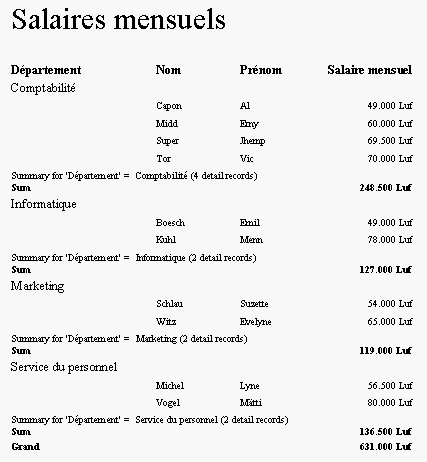 Salaires mensuels
Département Nom Prénom Salaire mensuel
Comptabilité
Capon Al 49.000 Luf
Midd Emy 60.000 Luf
Super Jhemp 69.500 Luf
Tor Vic 70.000 Luf
Summary for 'Département' = Comptabilité (4 detail records)
Sum 248.500 Luf
Informatique
Boesch Emil 49.000 Luf
Kuhl Menn 78.000 Luf
Summary for 'Département' = Informatique (2 detail records)
Sum 127.000 Luf
Marketing
Schlau Suzette 54.000 Luf
Witz Evelyne 65.000 Luf
Summary for 'Département' = Marketing (2 detail records)
Sum 119.000 Luf
Service du personnel
Michel Lyne 56.500 Luf
Vogel Mätti 80.000 Luf
Summary for 'Département' = Service du personnel (2 detail records)
Sum 136.500 Luf
Grand 631.000 Luf